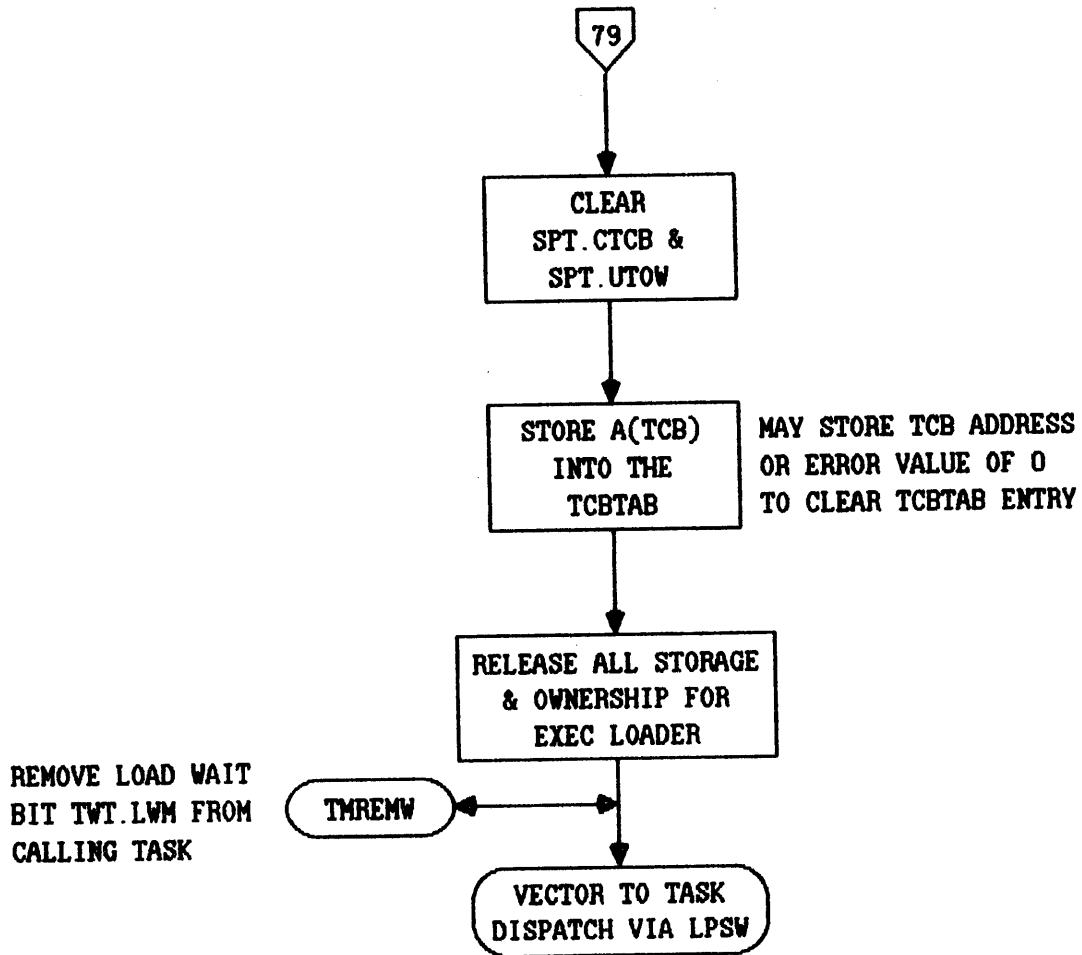 79
CLEAR
SPT.CTCB &
SPT.UTOW
STORE A(TCB)
INTO THE
TCBTAB
MAY STORE TCB ADDRESS
OR ERROR VALUE OF 0
TO CLEAR TCBTAB ENTRY
RELEASE ALL STORAGE
& OWNERSHIP FOR
EXEC LOADER
REMOVE LOAD WAIT
BIT TWT.LWM FROM
CALLING TASK
TMREMW
VECTOR TO TASK
DISPATCH VIA LPSW